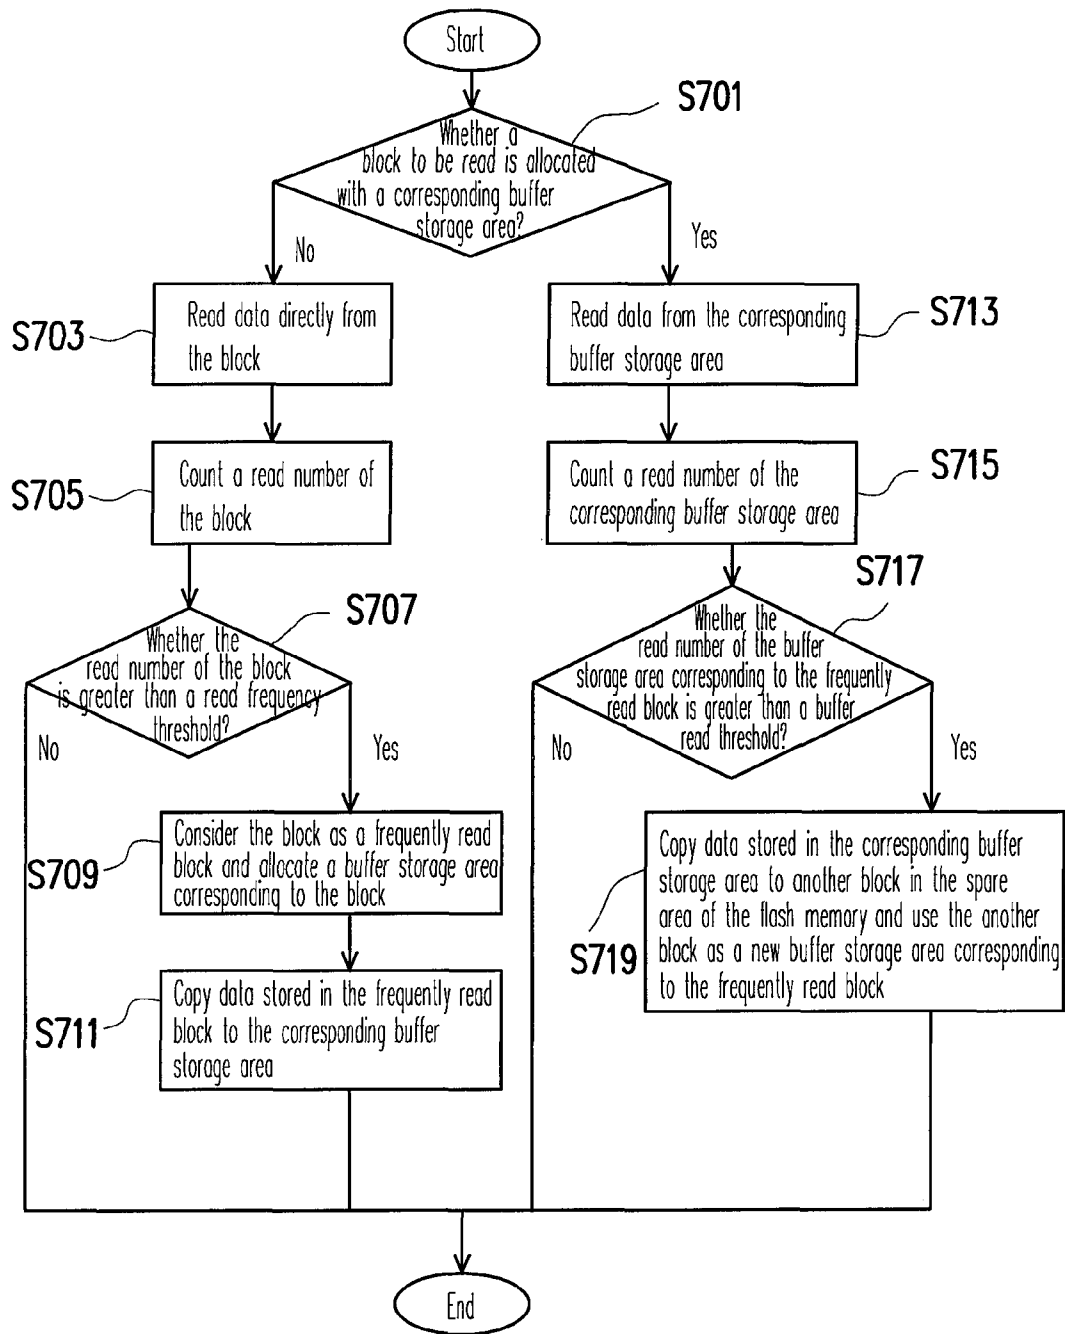 Start
S701
Whether a
block to be read is allocated
with a corresponding buffer
storage area?
No
Yes
S703
Read data directly from
the block
Read data from the corresponding
buffer storage area
S713
S705
Count a read number of
the block
Count a read number of the
corresponding buffer storage area
S715
S707
Whether the
read number of the block
is greater than a read frequency
threshold?
No
Yes
S717
Whether the
read number of the buffer
storage area corresponding to the frequently
read block is greater than a buffer
read threshold?
No
Yes
S709
Consider the block as a frequently read
block and allocate a buffer storage area
corresponding to the block
S711
Copy data stored in the frequently read
block to the corresponding buffer
storage area
S719
Copy data stored in the corresponding buffer
storage area to another block in the spare
area of the flash memory and use the another
block as a new buffer storage area corresponding
to the frequently read block
End